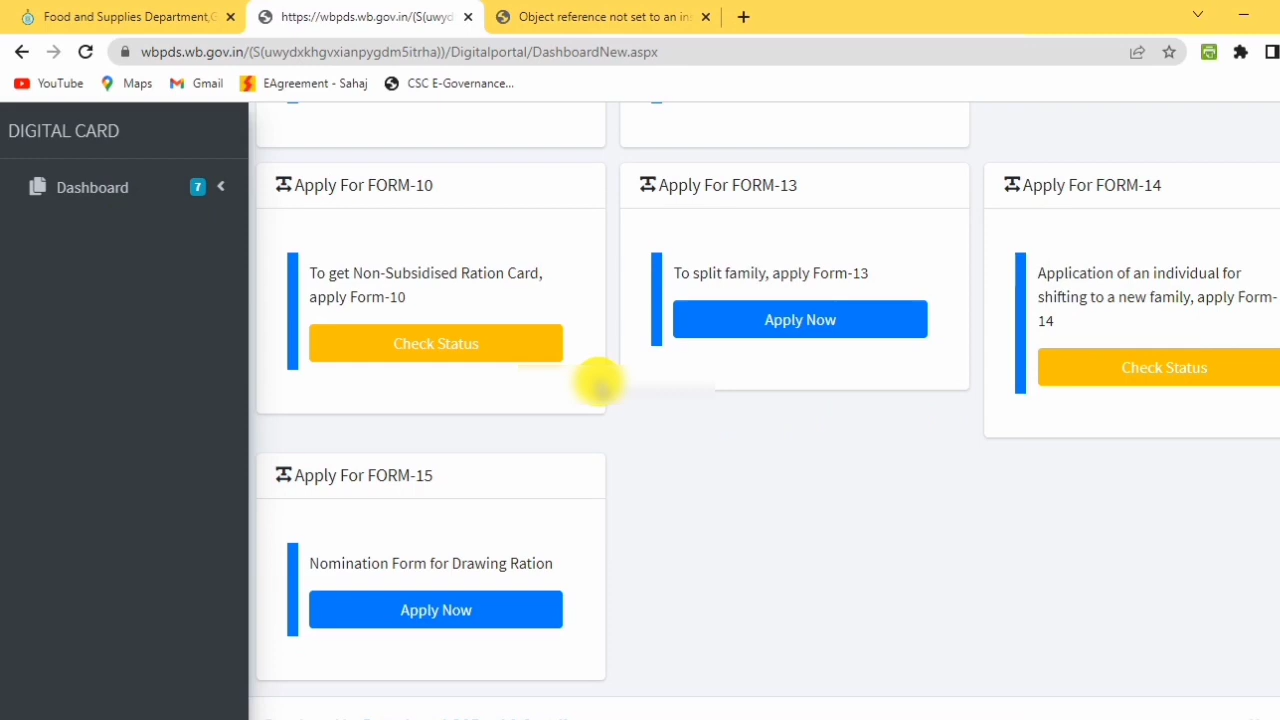 Food and Supplies Department,G
https://wbpds.wb.gov.in/(S(uwyd
Object reference not set to an ins
wbpds.wb.gov.in/(S(uwydxkhgvxianpygdm5itrha))/Digitalportal/DashboardNew.aspx
YouTube Maps Gmail EAgreement - Sahaj CSC E-Governance...
DIGITAL CARD
Dashboard 7
Apply For FORM-10
To get Non-Subsidised Ration Card,
apply Form-10
Check Status
Apply For FORM-13
To split family, apply Form-13
Apply Now
Apply For FORM-14
Application of an individual for
shifting to a new family, apply Form-
14
Check Status
Apply For FORM-15
Nomination Form for Drawing Ration
Apply Now